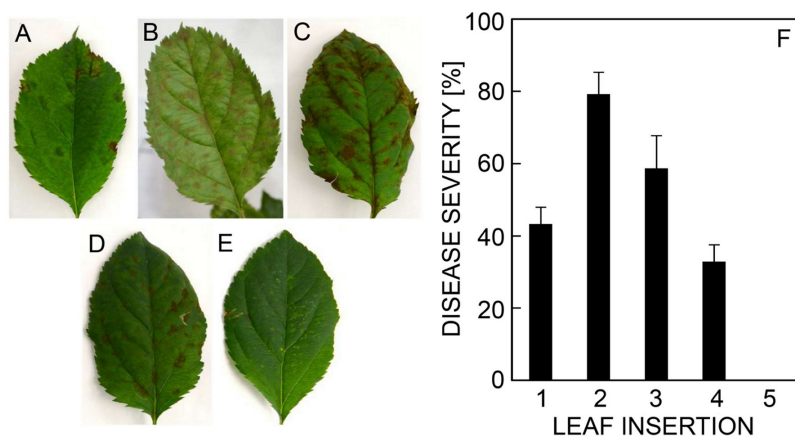 A
B
C
D
E
F
DISEASE SEVERITY [%]
100
80
60
40
20
0
1 2 3 4 5
LEAF INSERTION